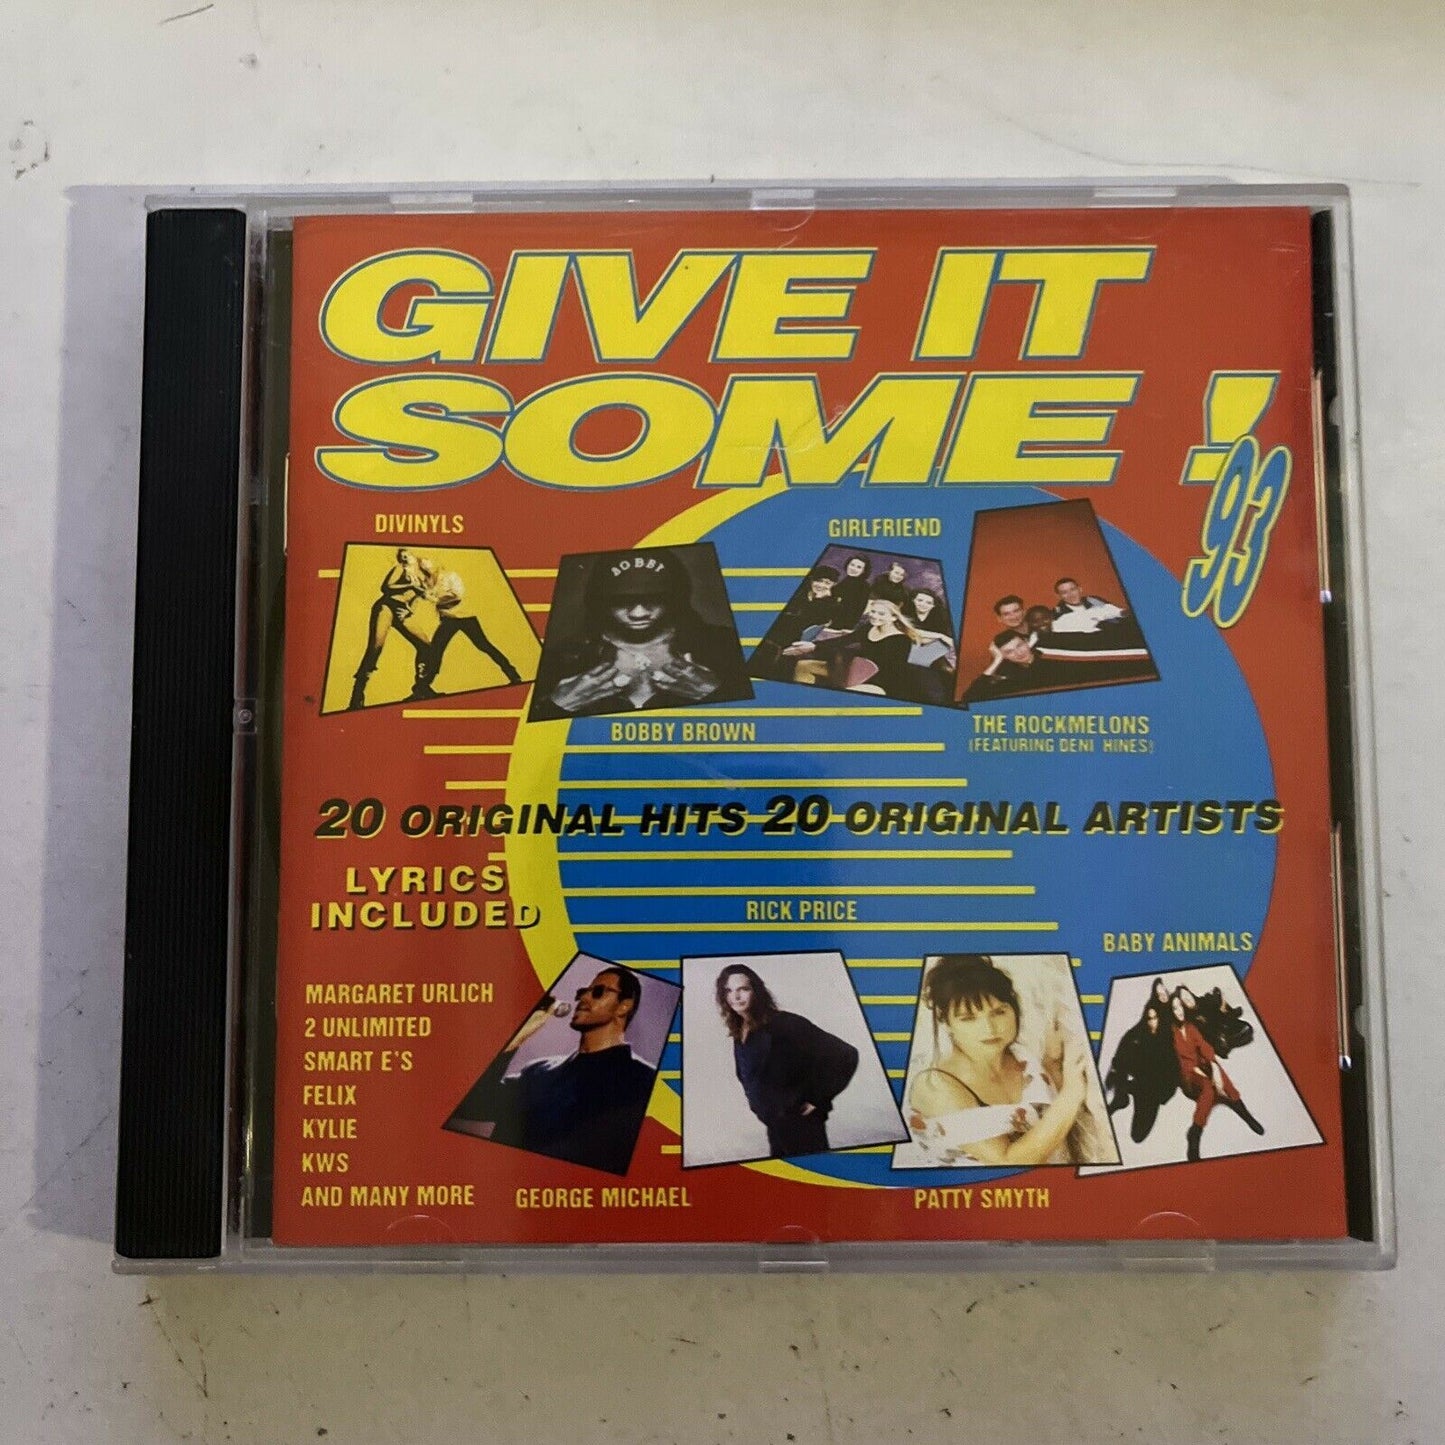 GIVE IT
SOME !
'93
DIVINYLS
GIRLFRIEND
BOBBY
BOBBY BROWN
THE ROCKMELONS
(FEATURING DENI HINES)
20 ORIGINAL HITS 20 ORIGINAL ARTISTS
LYRICS
INCLUDED
RICK PRICE
BABY ANIMALS
MARGARET URLICH
2 UNLIMITED
SMART E'S
FELIX
KYLIE
KWS
AND MANY MORE
GEORGE MICHAEL
PATTY SMYTH